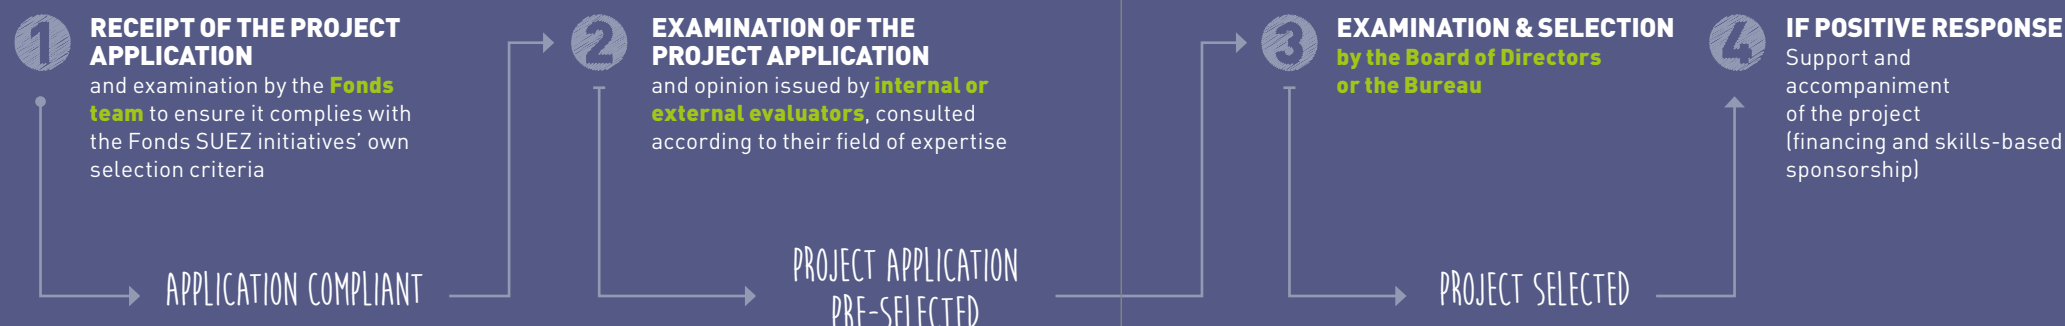 1
RECEIPT OF THE PROJECT
APPLICATION
and examination by the Fonds
team to ensure it complies with
the Fonds SUEZ initiatives’ own
selection criteria
APPLICATION COMPLIANT
2
EXAMINATION OF THE
PROJECT APPLICATION
and opinion issued by internal or
external evaluators, consulted
according to their field of expertise
PROJECT APPLICATION
PRE-SELECTED
3
EXAMINATION & SELECTION
by the Board of Directors
or the Bureau
PROJECT SELECTED
4
IF POSITIVE RESPONSE
Support and
accompaniment
of the project
(financing and skills-based
sponsorship)